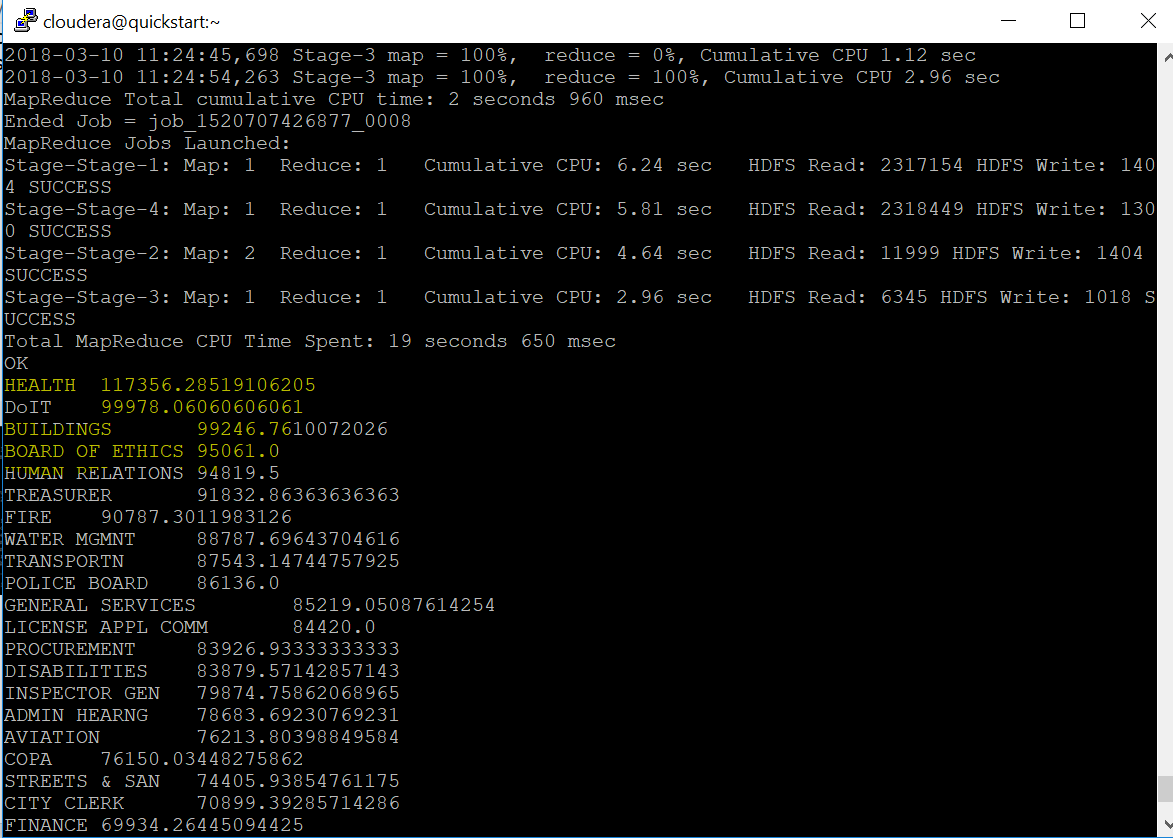 cloudera@quickstart:~
2018-03-10 11:24:45,698 Stage-3 map = 100%,  reduce = 0%, Cumulative CPU 1.12 sec
2018-03-10 11:24:54,263 Stage-3 map = 100%,  reduce = 100%, Cumulative CPU 2.96 sec
MapReduce Total cumulative CPU time: 2 seconds 960 msec
Ended Job = job_1520707426877_0008
MapReduce Jobs Launched:
Stage-Stage-1: Map: 1  Reduce: 1   Cumulative CPU: 6.24 sec   HDFS Read: 2317154 HDFS Write: 140
4 SUCCESS
Stage-Stage-4: Map: 1  Reduce: 1   Cumulative CPU: 5.81 sec   HDFS Read: 2318449 HDFS Write: 130
0 SUCCESS
Stage-Stage-2: Map: 2  Reduce: 1   Cumulative CPU: 4.64 sec   HDFS Read: 11999 HDFS Write: 1404
SUCCESS
Stage-Stage-3: Map: 1  Reduce: 1   Cumulative CPU: 2.96 sec   HDFS Read: 6345 HDFS Write: 1018 S
UCCESS
Total MapReduce CPU Time Spent: 19 seconds 650 msec
OK
HEALTH  117356.28519106205
DoIT    99978.06060606061
BUILDINGS       99246.7610072026
BOARD OF ETHICS 95061.0
HUMAN RELATIONS 94819.5
TREASURER       91832.86363636363
FIRE    90787.3011983126
WATER MGMNT     88787.69643704616
TRANSPORTN      87543.14744757925
POLICE BOARD    86136.0
GENERAL SERVICES        85219.05087614254
LICENSE APPL COMM       84420.0
PROCUREMENT     83926.93333333333
DISABILITIES    83879.57142857143
INSPECTOR GEN   79874.75862068965
ADMIN HEARNG    78683.69230769231
AVIATION        76213.80398849584
COPA    76150.03448275862
STREETS & SAN   74405.93854761175
CITY CLERK      70899.39285714286
FINANCE 69934.26445094425